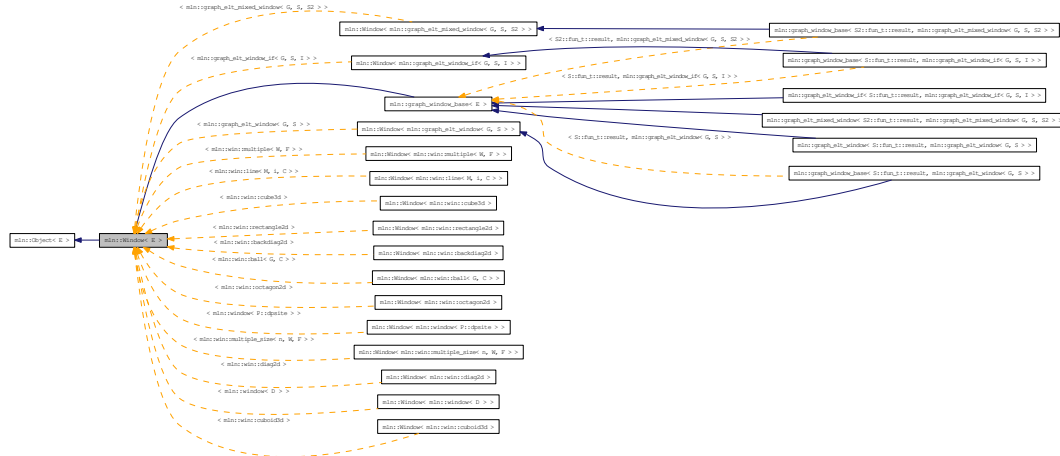 < mln::graph_elt_mixed_window< G, S, S2 > >
mln::Window< mln::graph_elt_mixed_window< G, S, S2 > >
mln::graph_window_base< S2::fun_t::result, mln::graph_elt_mixed_window< G, S, S2 > >
< S2::fun_t::result, mln::graph_elt_mixed_window< G, S, S2 > >
< mln::graph_elt_window_if< G, S, I > >
mln::Window< mln::graph_elt_window_if< G, S, I > >
mln::graph_window_base< S::fun_t::result, mln::graph_elt_window_if< G, S, I > >
< S::fun_t::result, mln::graph_elt_window_if< G, S, I >
mln::graph_window_base< E >
mln::graph_elt_window_if< S::fun_t::result, mln::graph_elt_window_if< G, S, I > >
mln::graph_elt_mixed_window< S2::fun_t::result, mln::graph_elt_mixed_window< G, S, S2 >
< mln::graph_elt_window< G, S > >
mln::Window< mln::graph_elt_window< G, S > >
< S::fun_t::result, mln::graph_elt_window< G, S > >
mln::graph_elt_window< S::fun_t::result, mln::graph_elt_window< G, S > >
< mln::win::multiple< W, F > >
mln::Window< mln::win::multiple< W, F > >
< mln::win::line< M, i, C > >
mln::Window< mln::win::line< M, i, C > >
mln::graph_window_base< S::fun_t::result, mln::graph_elt_window< G, S > >
< mln::win::cube3d >
mln::Window< mln::win::cube3d >
< mln::win::rectangle2d >
mln::Window< mln::win::rectangle2d >
mln::Object< E >
mln::Window< E >
< mln::win::backdiag2d >
mln::Window< mln::win::backdiag2d >
< mln::win::ball< G, C > >
mln::Window< mln::win::ball< G, C > >
< mln::win::octagon2d >
mln::Window< mln::win::octagon2d >
< mln::window< P::dpsite > >
mln::Window< mln::window< P::dpsite > >
< mln::win::multiple_size< n, W, F > >
mln::Window< mln::win::multiple_size< n, W, F > >
< mln::win::diag2d >
mln::Window< mln::win::diag2d >
< mln::window< D > >
mln::Window< mln::window< D > >
< mln::win::cuboid3d >
mln::Window< mln::win::cuboid3d >